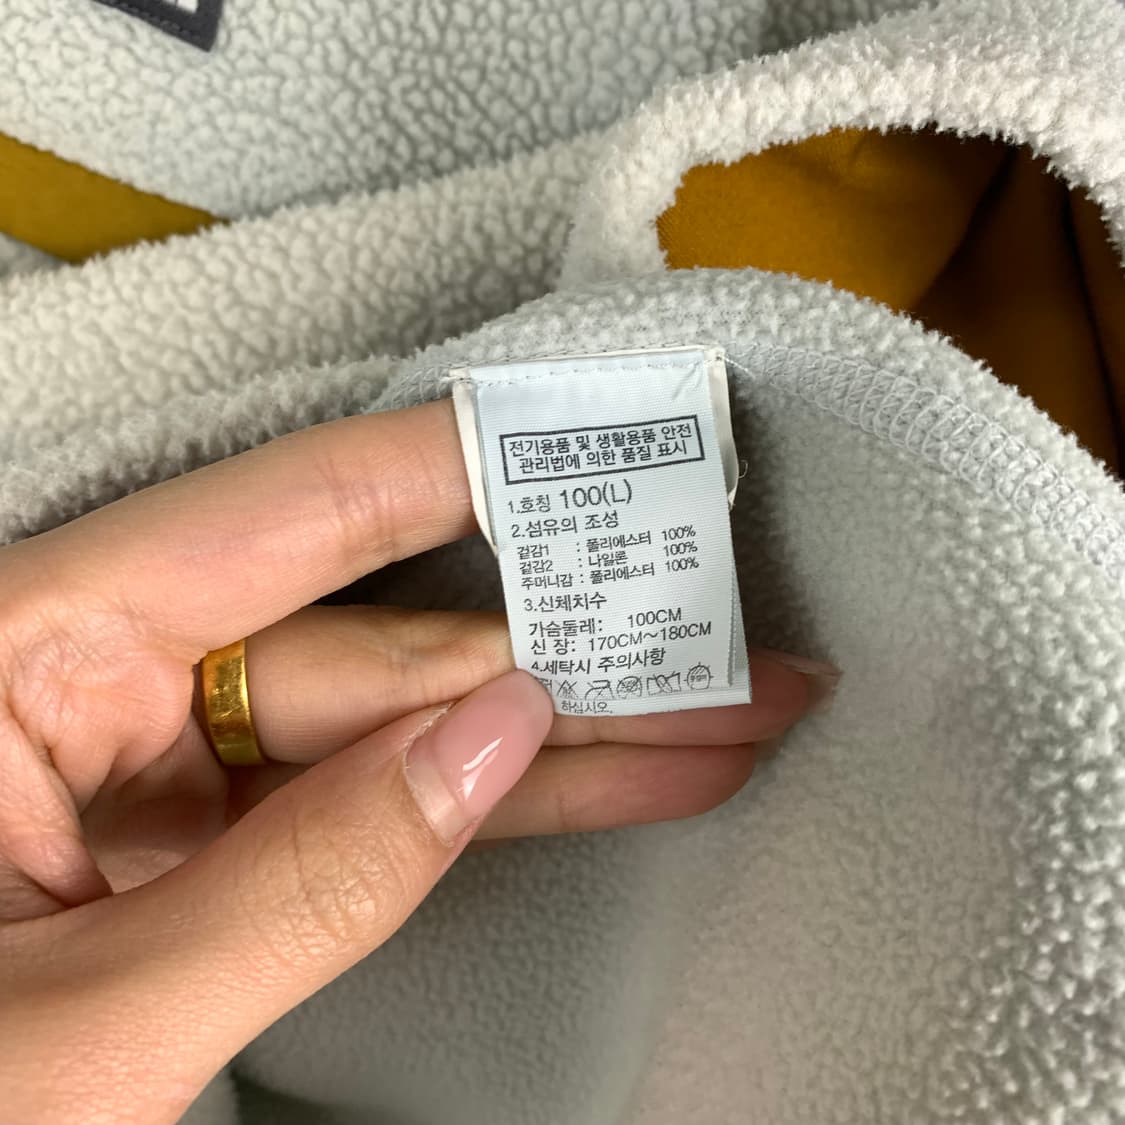 전기용품 및 생활용품 안전
관리법에 의한 품질 표시
1.호칭 100(L)
2.섬유의 조성
겉감1 : 폴리에스터 100%
겉감2 : 나일론 100%
주머니감 : 폴리에스터 100%
3.신체치수
가슴둘레: 100CM
신 장: 170CM~180CM
4.세탁시 주의사항
하십시오.